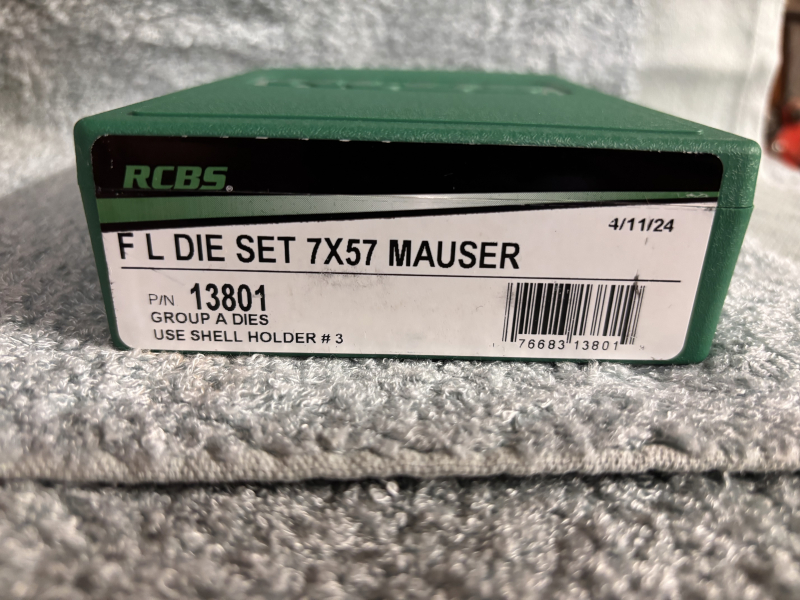 RCBS
4/11/24
F L DIE SET 7X57 MAUSER
P/N 13801
GROUP A DIES
USE SHELL HOLDER # 3
76683 13801